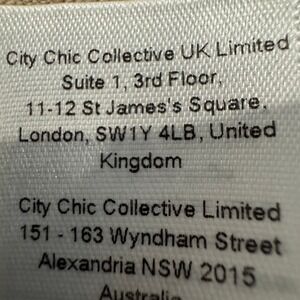 City Chic Collective UK Limited
Suite 1, 3rd Floor,
11-12 St James's Square,
London, SW1Y 4LB, United
Kingdom
City Chic Collective Limited
151 - 163 Wyndham Street
Alexandria NSW 2015
Australia